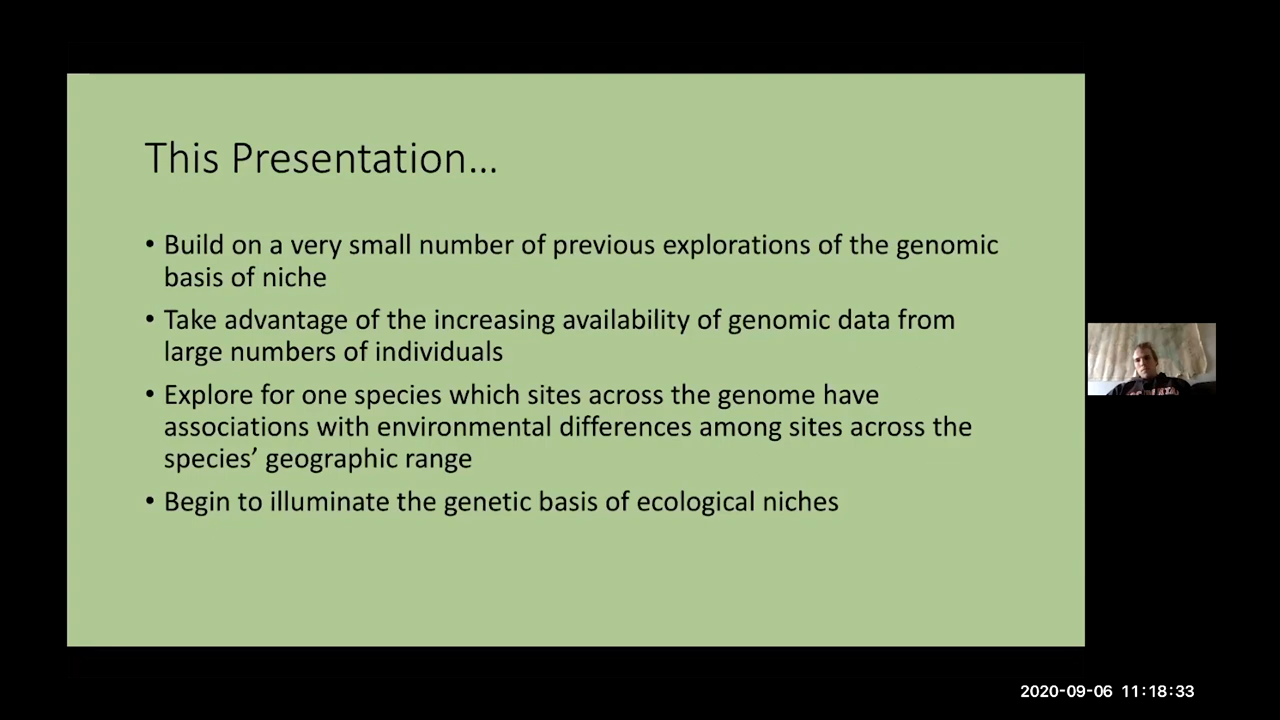 This Presentation...
• Build on a very small number of previous explorations of the genomic
basis of niche
• Take advantage of the increasing availability of genomic data from
large numbers of individuals
• Explore for one species which sites across the genome have
associations with environmental differences among sites across the
species’ geographic range
• Begin to illuminate the genetic basis of ecological niches
2020-09-06 11:18:33